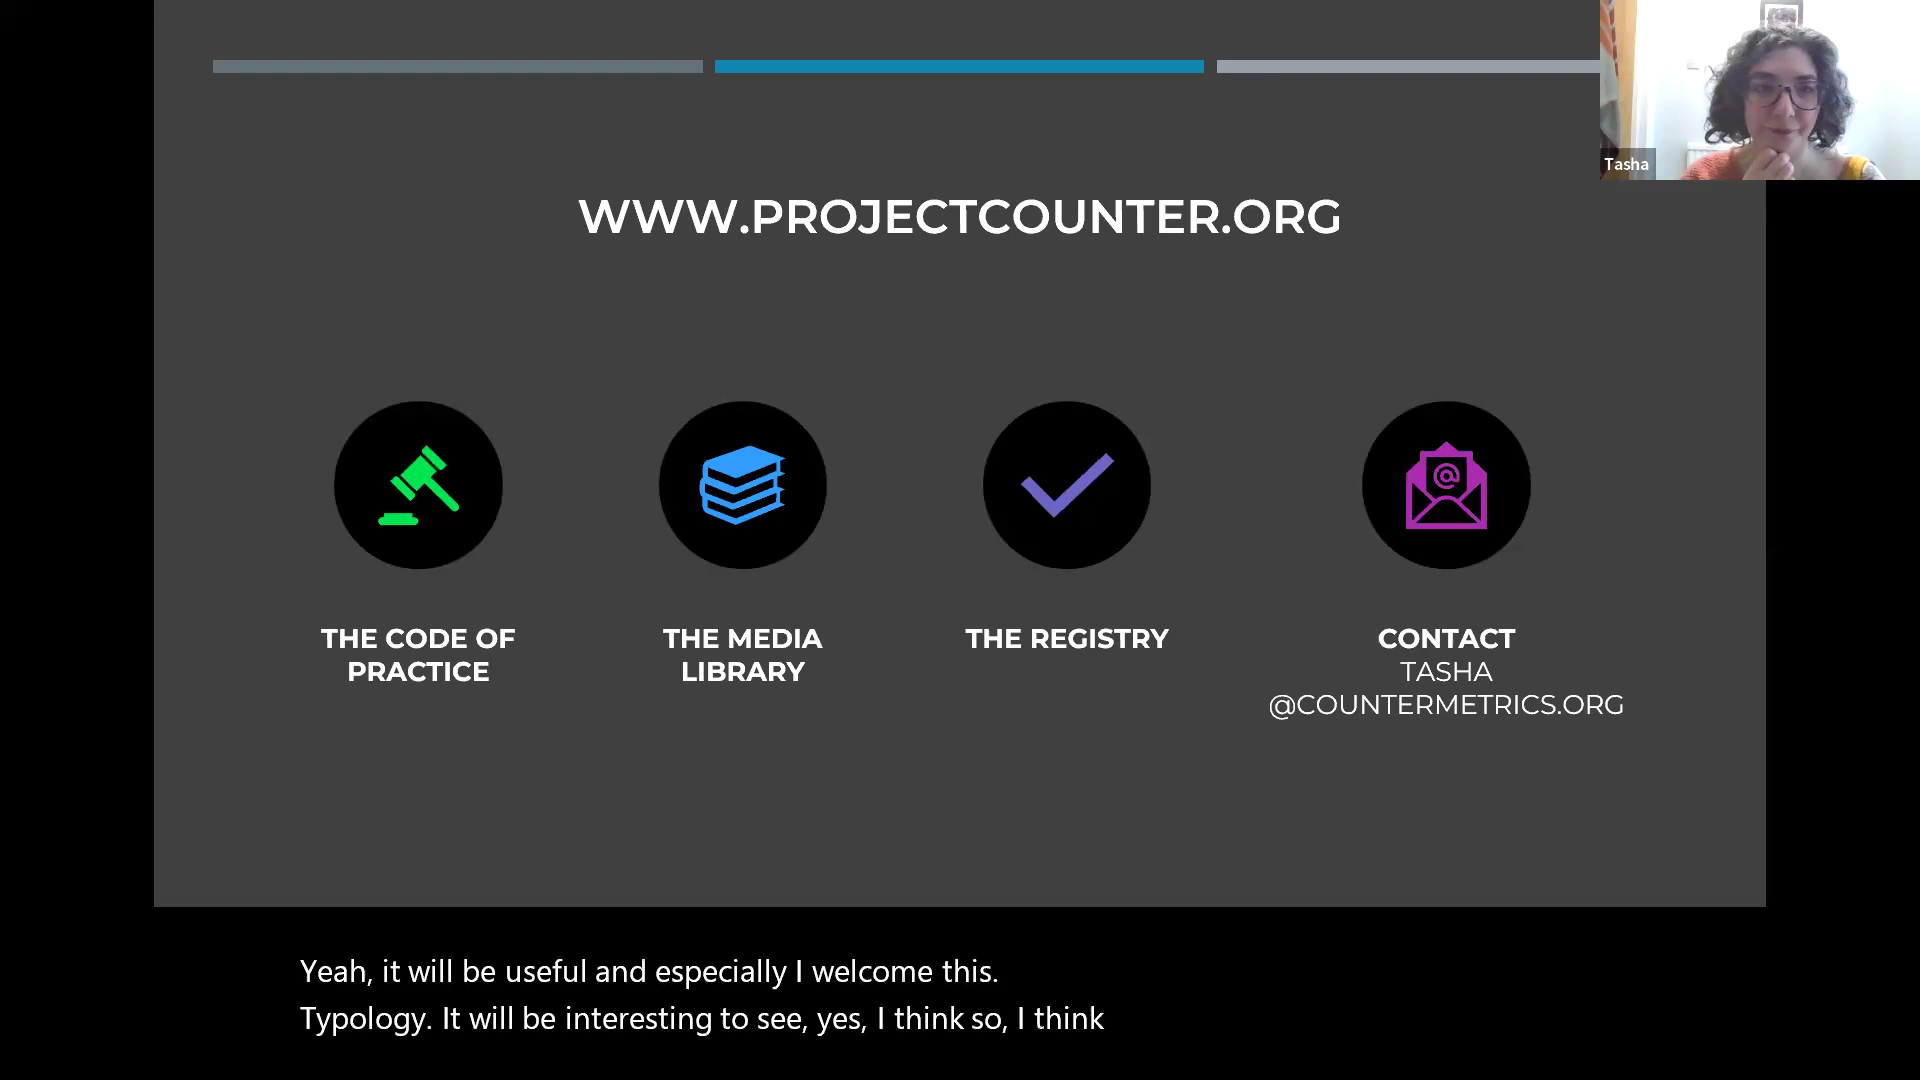 Tasha
WWW.PROJECTCOUNTER.ORG
THE CODE OF
PRACTICE
THE MEDIA
LIBRARY
THE REGISTRY
CONTACT
TASHA
@COUNTERMETRICS.ORG
Yeah, it will be useful and especially I welcome this.
Typology. It will be interesting to see, yes, I think so, I think